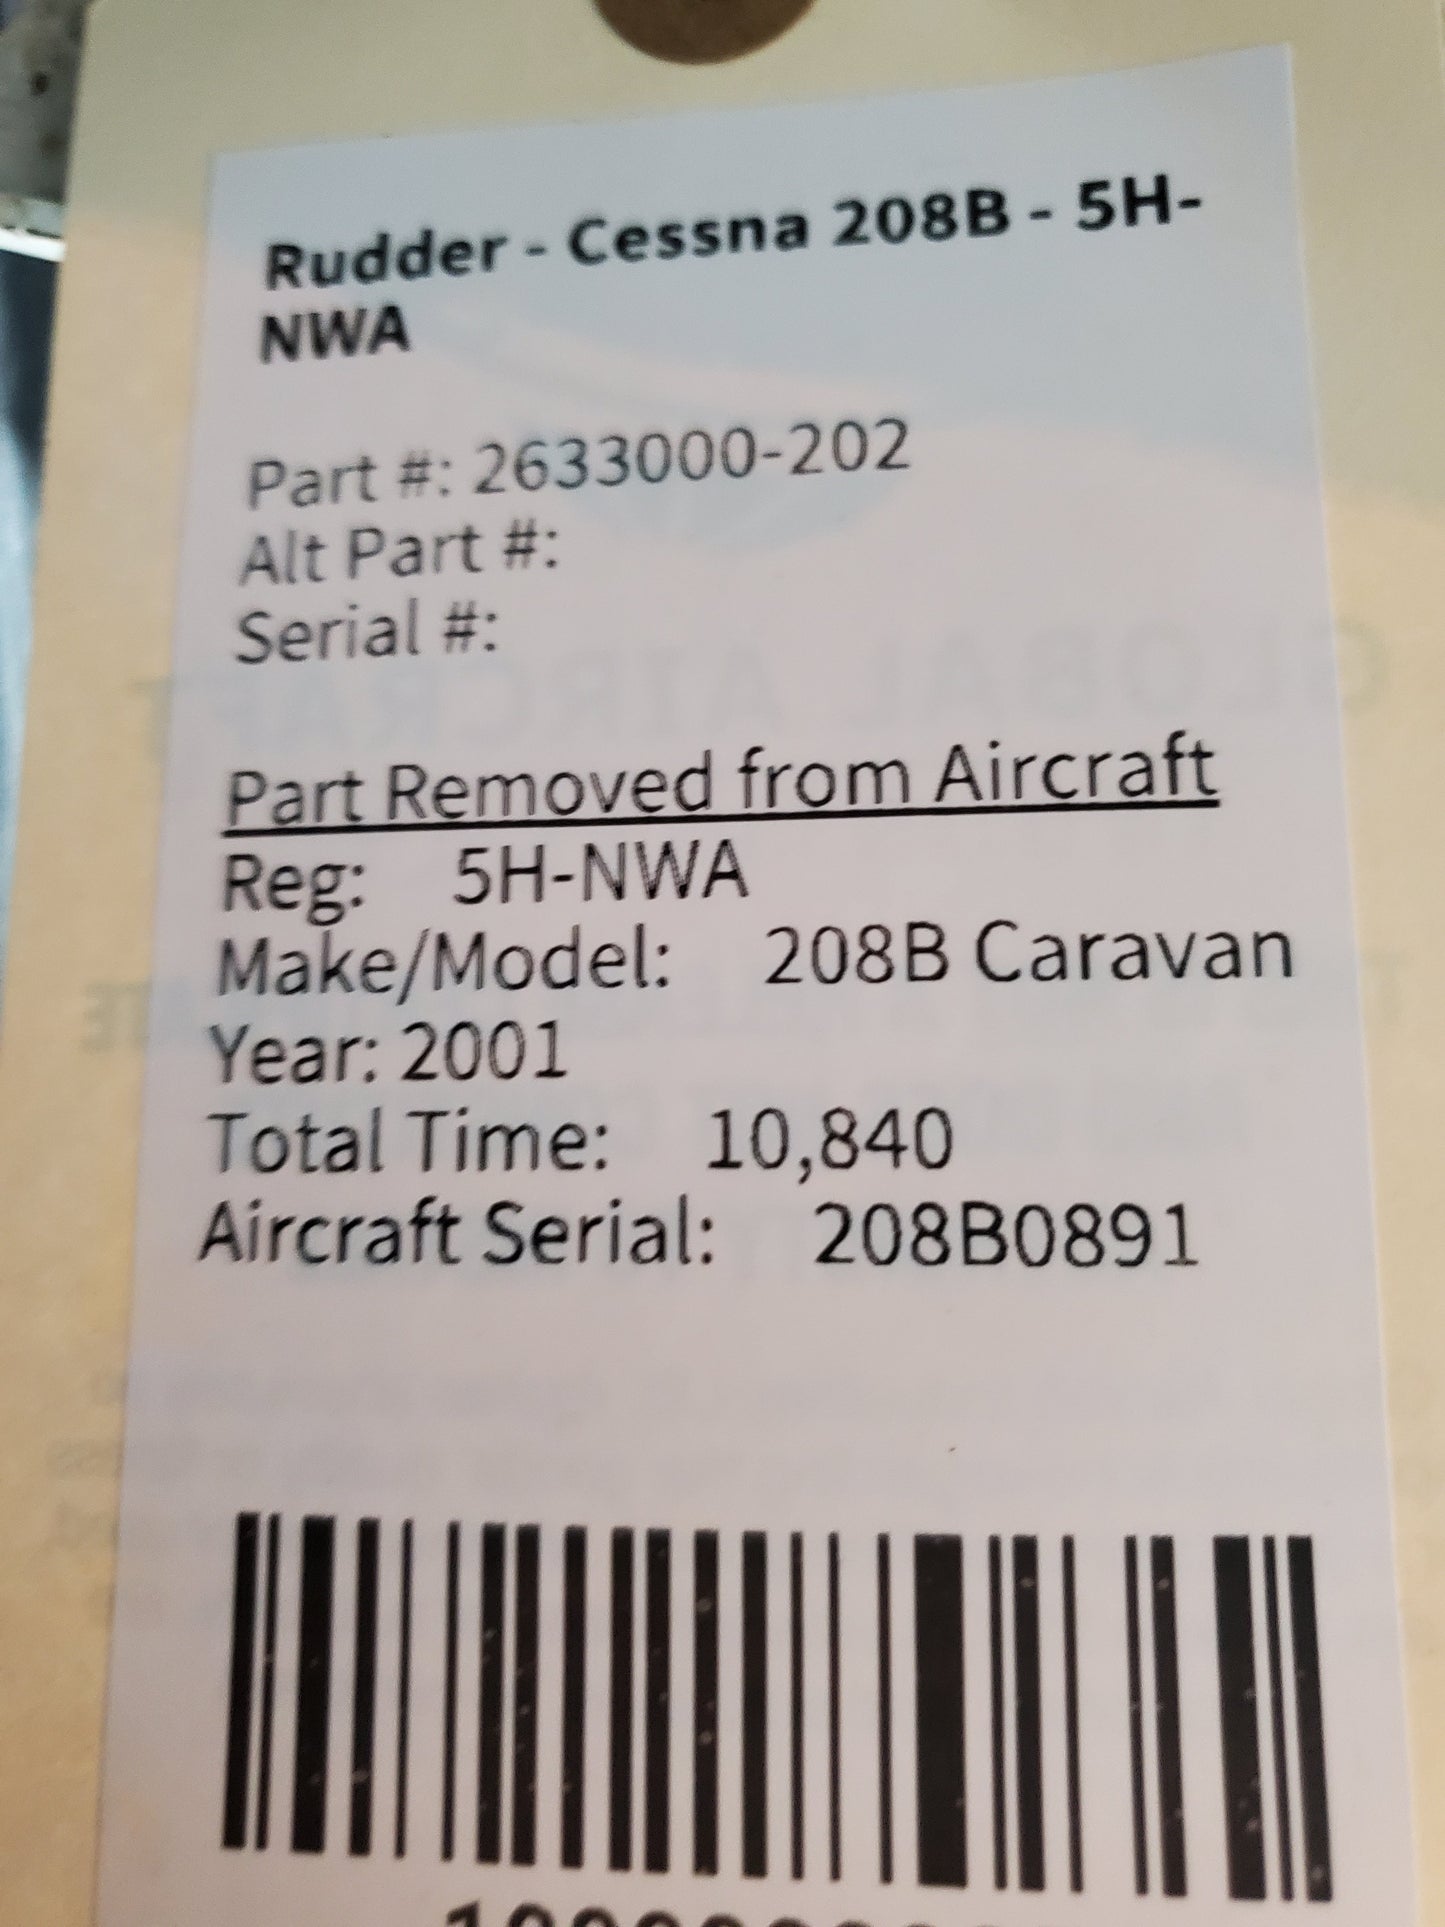 Rudder - Cessna 208B - 5H-
NWA
Part #: 2633000-202
Alt Part #:
Serial #:
Part Removed from Aircraft
Reg: 5H-NWA
Make/Model: 208B Caravan
Year: 2001
Total Time: 10,840
Aircraft Serial: 208B0891